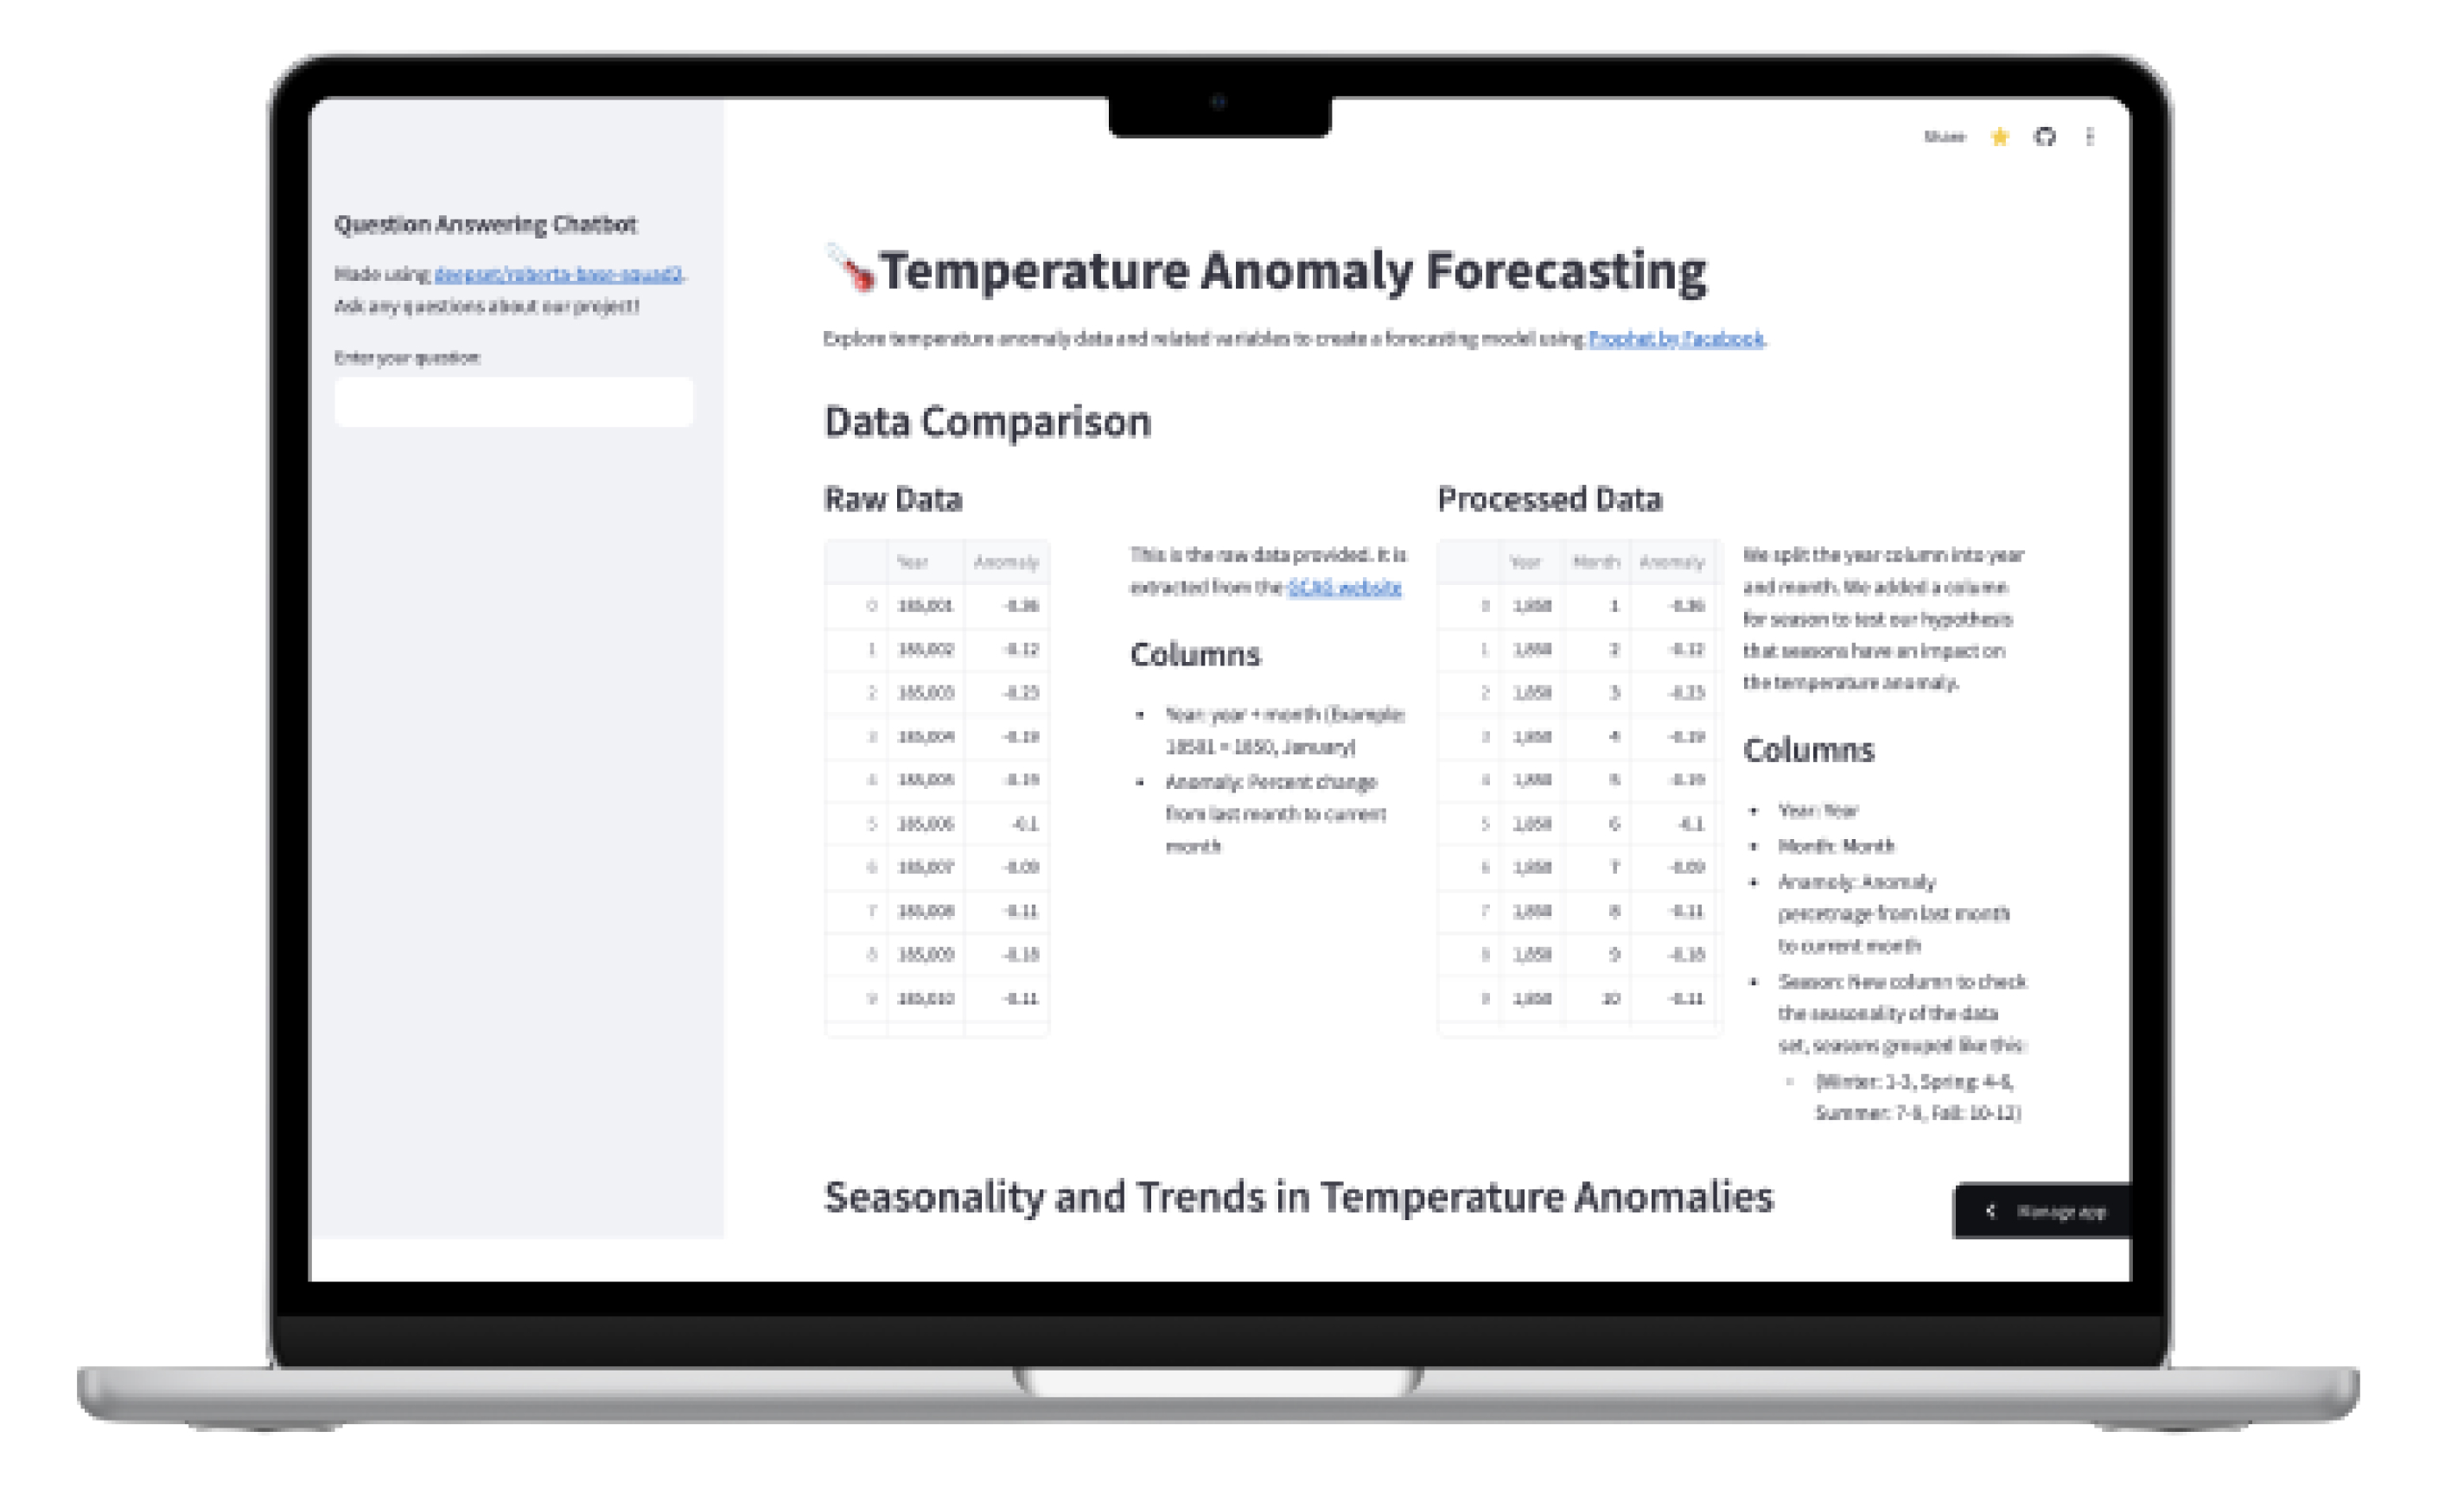 Share
Question Answering Chatbot
Made using deepset/roberta-base-squad2.
Ask any questions about our project!
Enter your question:
Temperature Anomaly Forecasting
Explore temperature anomaly data and related variables to create a forecasting model using Prophet by Facebook.
Data Comparison
Raw Data
Year Anomaly
0 185,001 -0.36
1 185,002 -0.12
2 185,003 -0.23
3 185,004 -0.19
4 185,005 -0.19
5 185,006 -0.1
6 185,007 -0.09
7 185,008 -0.11
8 185,009 -0.18
9 185,010 -0.11
This is the raw data provided. It is
extracted from the website
Columns
Year: year + month (Example:
= 1850, January)
Anomaly: Percent change
from last month to current
month
Processed Data
Year Month Anomaly
0 1,850 1 -0.36
1 1,850 2 -0.12
2 1,850 3 -0.23
3 1,850 4 -0.19
4 1,850 5 -0.19
5 1,850 6 -0.1
6 1,850 7 -0.09
7 1,850 8 -0.11
8 1,850 9 -0.18
9 1,850 10 -0.11
We split the year column into year
and month. We added a column
for season to test our hypothesis
that seasons have an impact on
the temperature anomaly.
Columns
Year: Year
Month: Month
Anamoly: Anomaly
percetnage from last month
to current month
Season: New column to check
the seasonality of the data
set, seasons grouped like this:
(Winter: 1-3, Spring: 4-6,
Summer: 7-9, Fall: 10-12)
Seasonality and Trends in Temperature Anomalies
Manage app